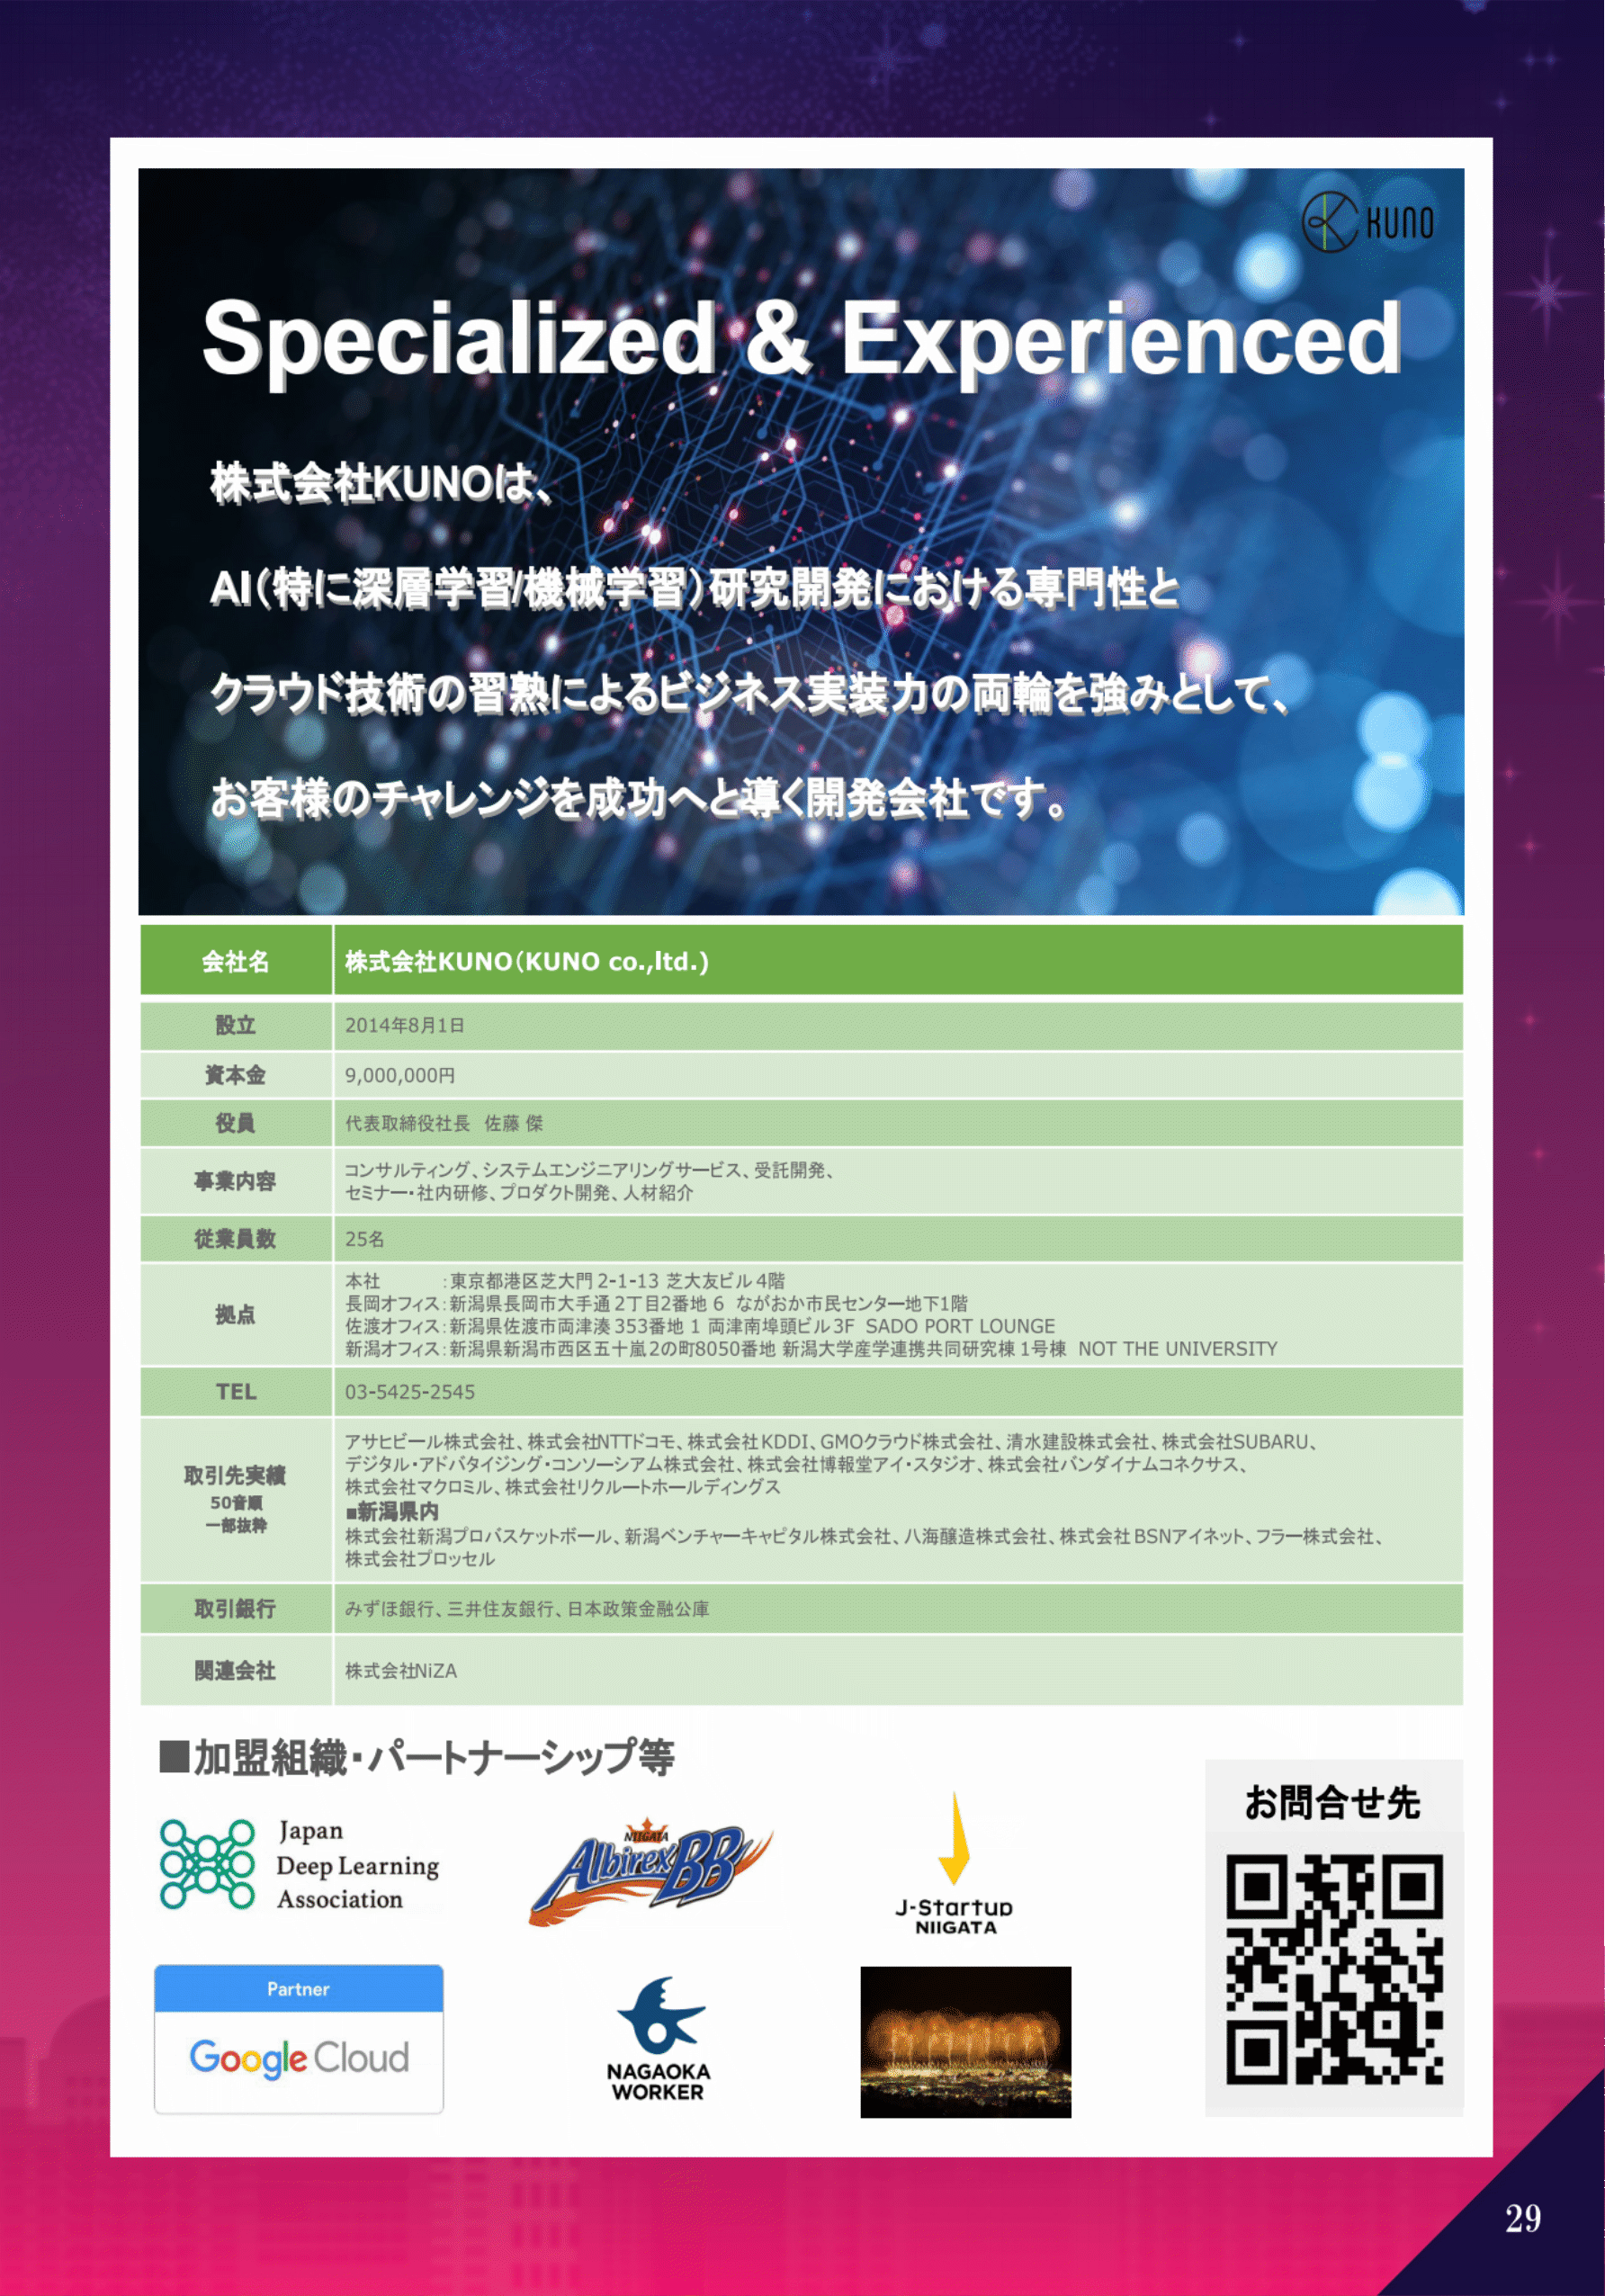 KUNO
Specialized & Experienced
株式会社KUNOは、
AI（特に深層学習/機械学習）研究開発における専門性と
クラウド技術の習熟によるビジネス実装力の両輪を強みとして、
お客様のチャレンジを成功へと導く開発会社です。
会社名 株式会社KUNO（KUNO co.,ltd.)
設立 2014年8月1日
資本金 9,000,000円
役員 代表取締役社長 佐藤 傑
事業内容
コンサルティング、システムエンジニアリングサービス、受託開発、
セミナー・社内研修、プロダクト開発、人材紹介
従業員数 25名
拠点
本社 ：東京都港区芝大門2-1-13 芝大友ビル4階
長岡オフィス：新潟県長岡市大手通2丁目2番地6 ながおか市民センター地下1階
佐渡オフィス：新潟県佐渡市両津湊353番地1 両津南埠頭ビル3F SADO PORT LOUNGE
新潟オフィス：新潟県新潟市西区五十嵐2の町8050番地 新潟大学産学連携共同研究棟1号棟 NOT THE UNIVERSITY
TEL 03-5425-2545
取引先実績
50音順
一部抜粋
アサヒビール株式会社、株式会社NTTドコモ、株式会社KDDI、GMOクラウド株式会社、清水建設株式会社、株式会社SUBARU、
デジタル・アドバタイジング・コンソーシアム株式会社、株式会社博報堂アイ・スタジオ、株式会社バンダイナムコネクサス、
株式会社マクロミル、株式会社リクルートホールディングス
■新潟県内
株式会社新潟プロバスケットボール、新潟ベンチャーキャピタル株式会社、八海醸造株式会社、株式会社BSNアイネット、フラー株式会社、
株式会社プロッセル
取引銀行 みずほ銀行、三井住友銀行、日本政策金融公庫
関連会社 株式会社NiZA
■加盟組織・パートナーシップ等
Japan
Deep Learning
Association
NIIGATA
Albirex BB
J-Startup
NIIGATA
お問合せ先
Partner
Google Cloud
NAGAOKA
WORKER
29